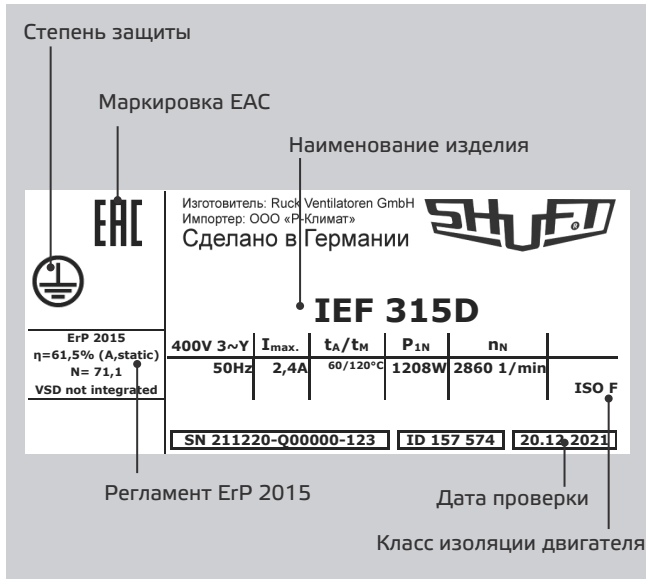 Степень защиты
Маркировка EAC
Наименование изделия
EAC
Изготовитель: Ruck Ventilatoren GmbH
Импортер: ООО «Р-Климат»
Сделано в Германии
SHUFT®
IEF 315D
ErP 2015
η=61,5% (A,static)
N= 71,1
VSD not integrated
400V 3~Y Imax. tA/tM P1N nN
50Hz 2,4A 60/120°C 1208W 2860 1/min
ISO F
SN 211220-Q00000-123 ID 157 574 20.12.2021
Регламент ErP 2015
Дата проверки
Класс изоляции двигателя